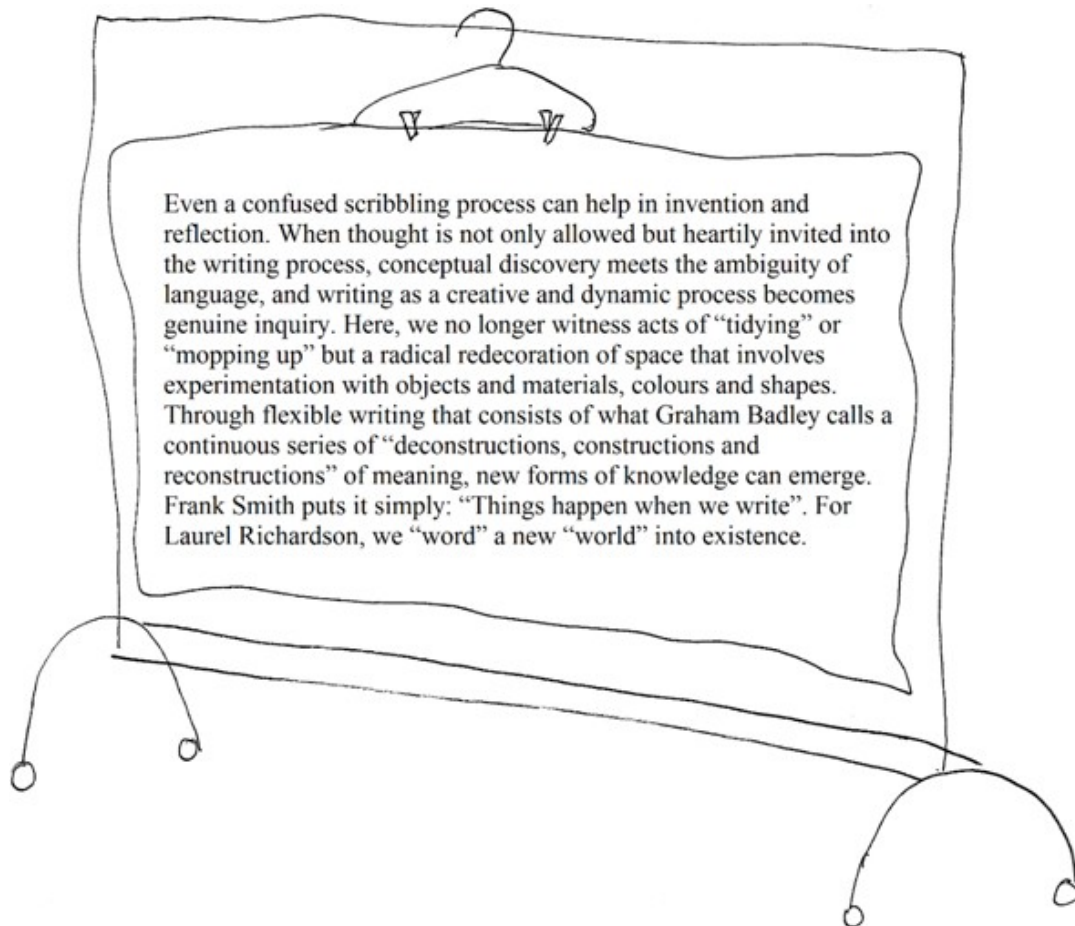 Even a confused scribbling process can help in invention and
reflection. When thought is not only allowed but heartily invited into
the writing process, conceptual discovery meets the ambiguity of
language, and writing as a creative and dynamic process becomes
genuine inquiry. Here, we no longer witness acts of “tidying” or
“mopping up” but a radical redecoration of space that involves
experimentation with objects and materials, colours and shapes.
Through flexible writing that consists of what Graham Badley calls a
continuous series of “deconstructions, constructions and
reconstructions” of meaning, new forms of knowledge can emerge.
Frank Smith puts it simply: “Things happen when we write”. For
Laurel Richardson, we “word” a new “world” into existence.